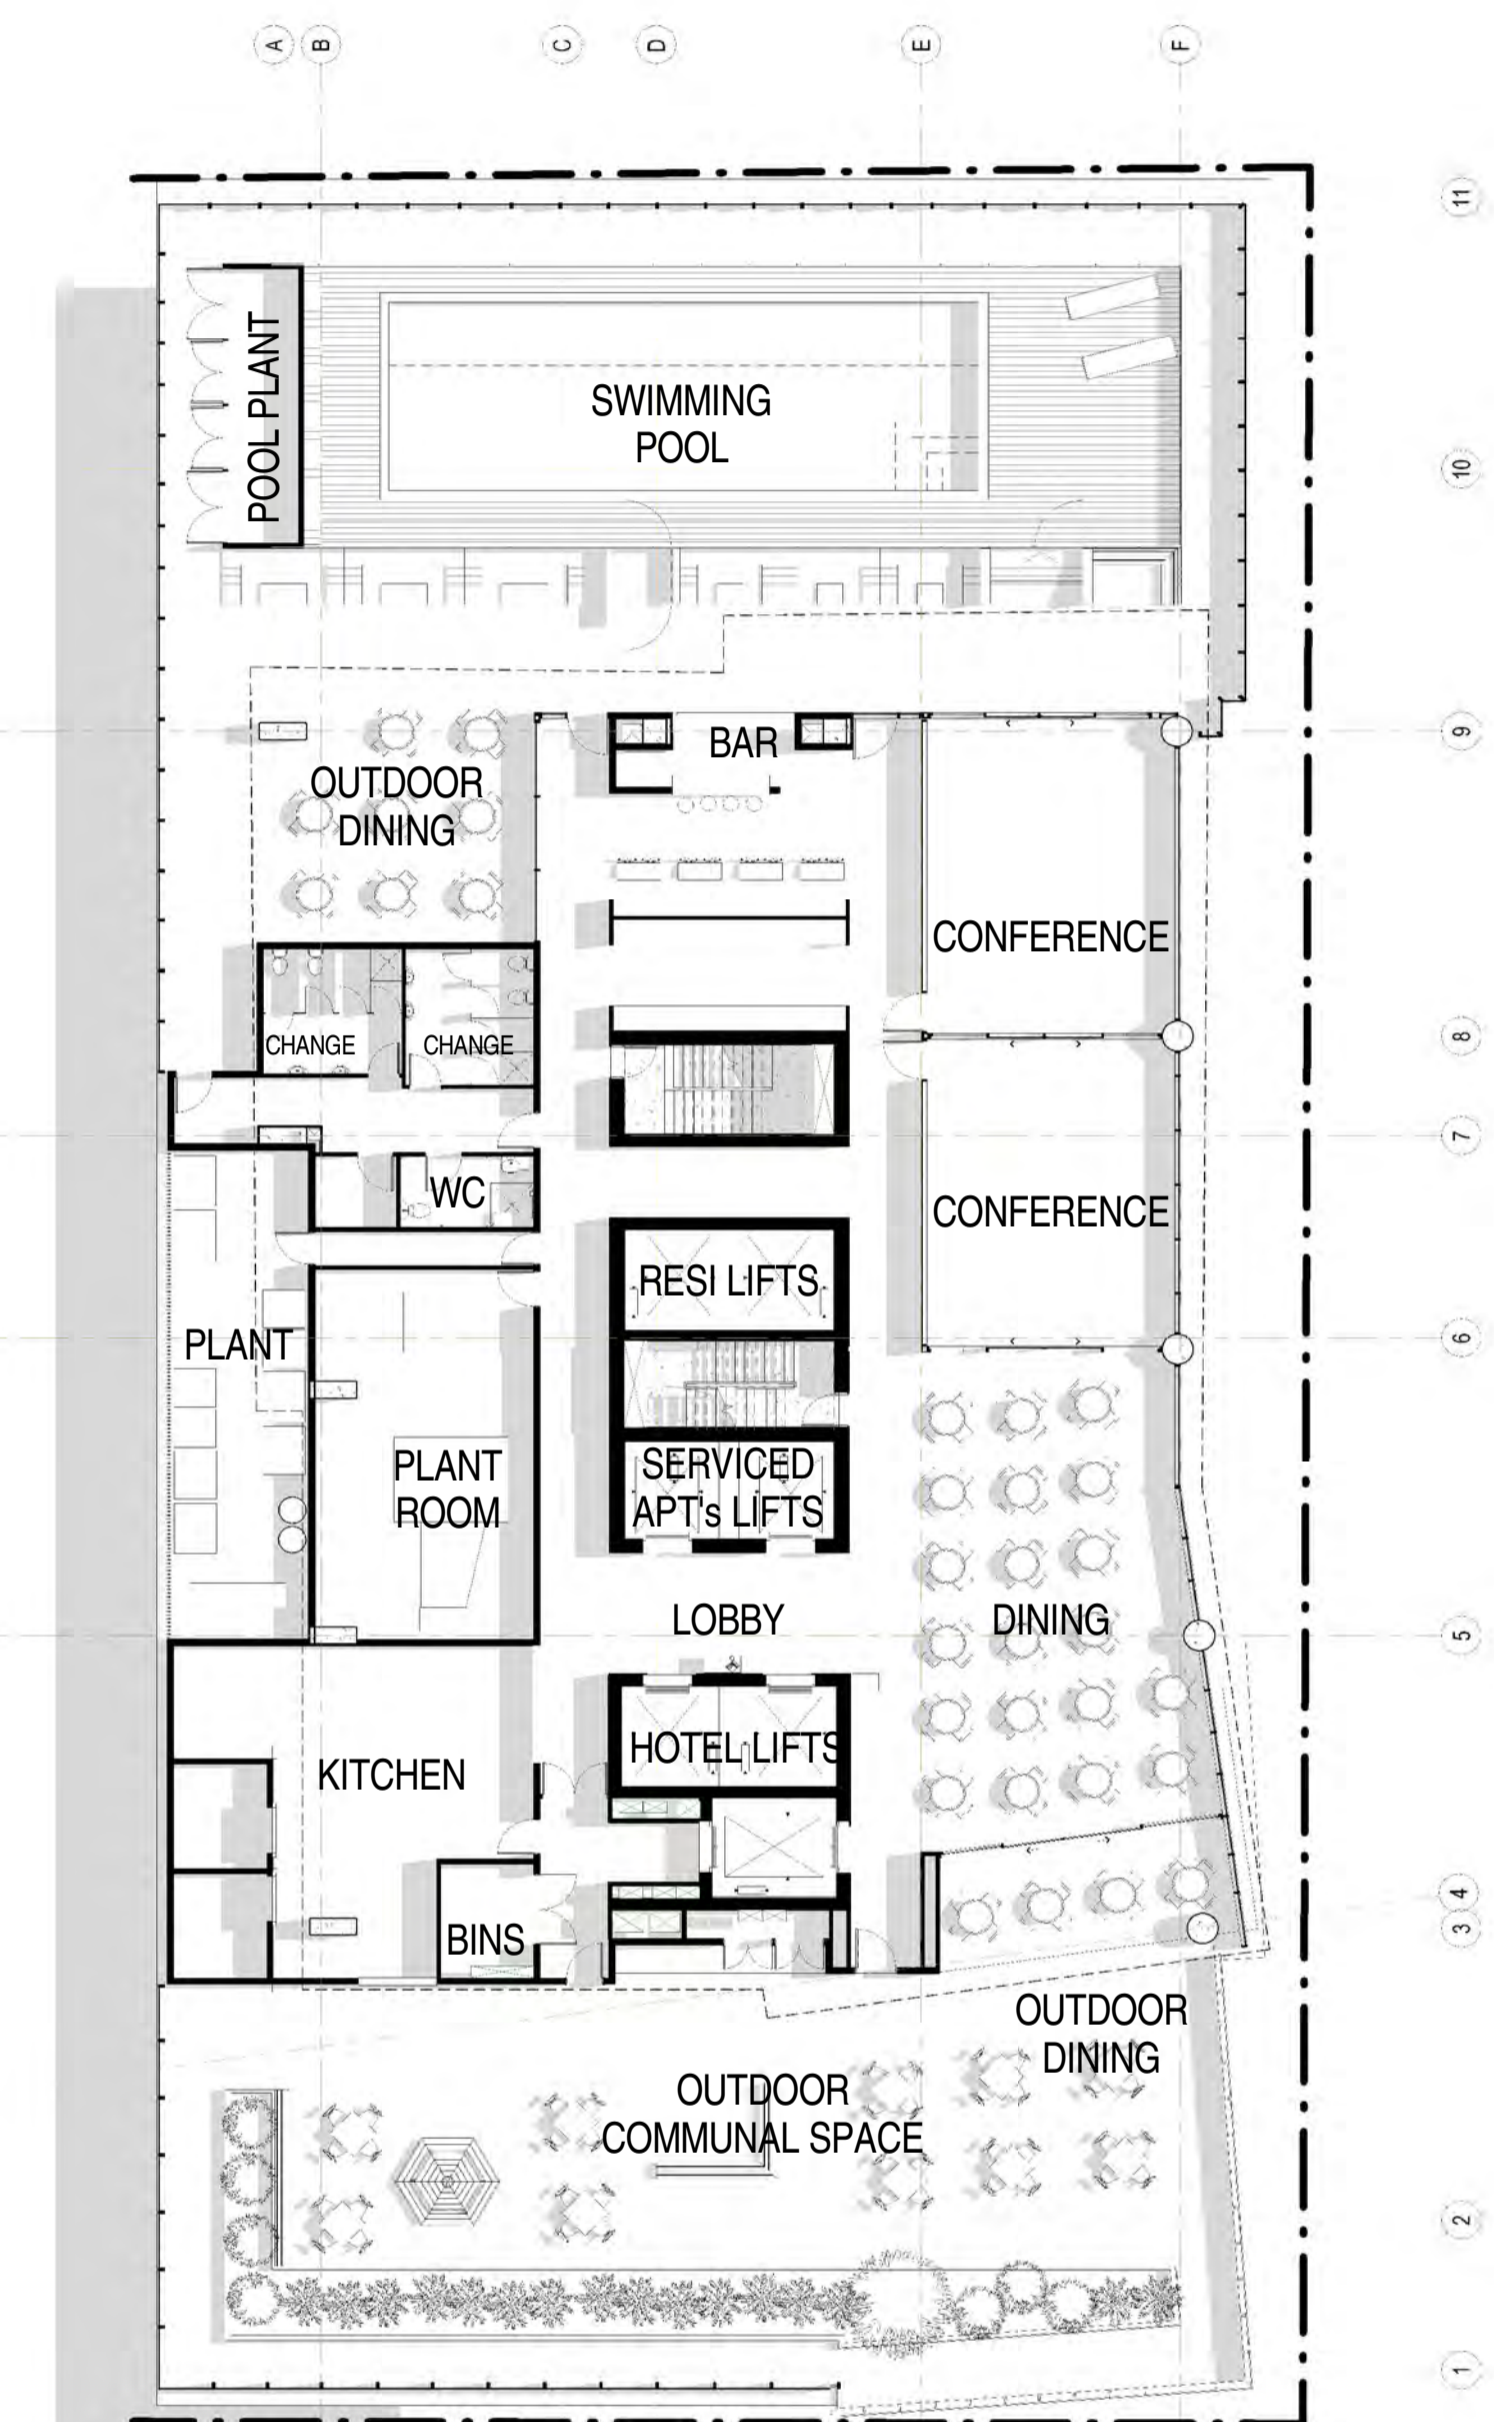 A
B
C
D
E
F
11
POOL PLANT
SWIMMING
POOL
10
9
BAR
OUTDOOR
DINING
CONFERENCE
8
CHANGE
CHANGE
7
WC
CONFERENCE
RESI LIFTS
6
PLANT
PLANT
ROOM
SERVICED
APT's LIFTS
LOBBY
DINING
5
HOTEL LIFTS
KITCHEN
4
3
BINS
OUTDOOR
DINING
OUTDOOR
COMMUNAL SPACE
2
1